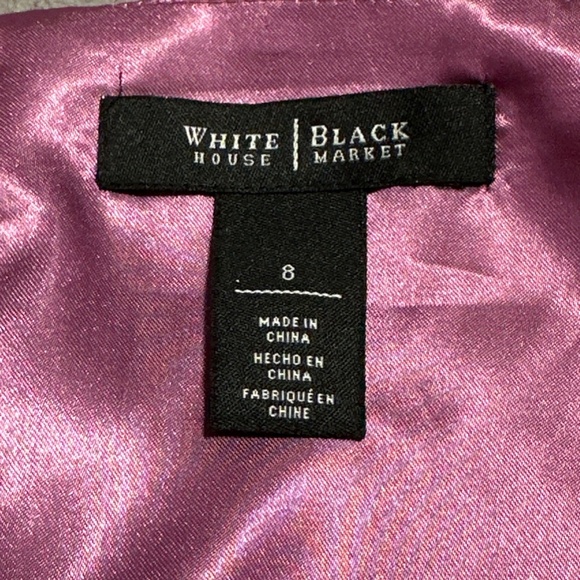 WHITE | BLACK
HOUSE | MARKET
8
MADE IN
CHINA
HECHO EN
CHINA
FABRIQUÉ EN
CHINE